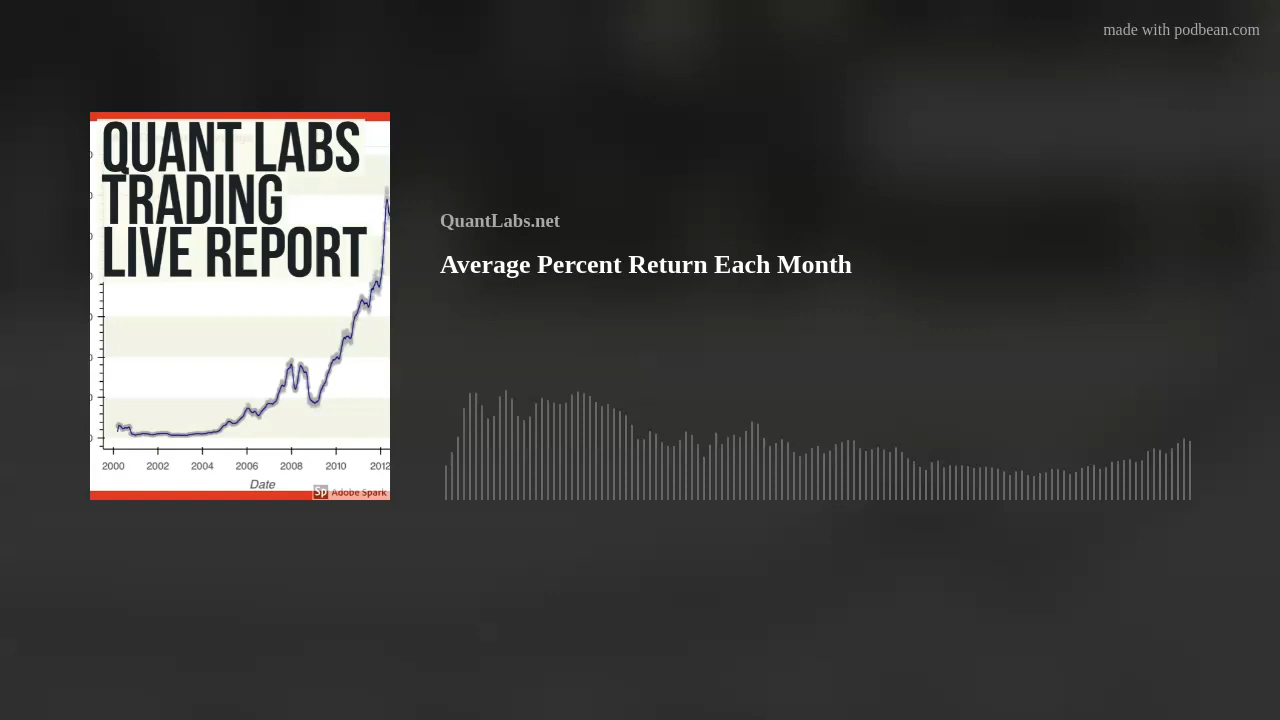 made with podbean.com
QUANT LABS
TRADING
LIVE REPORT
2000 2002 2004 2006 2008 2010 2012
Date
Sp Adobe Spark
QuantLabs.net
Average Percent Return Each Month